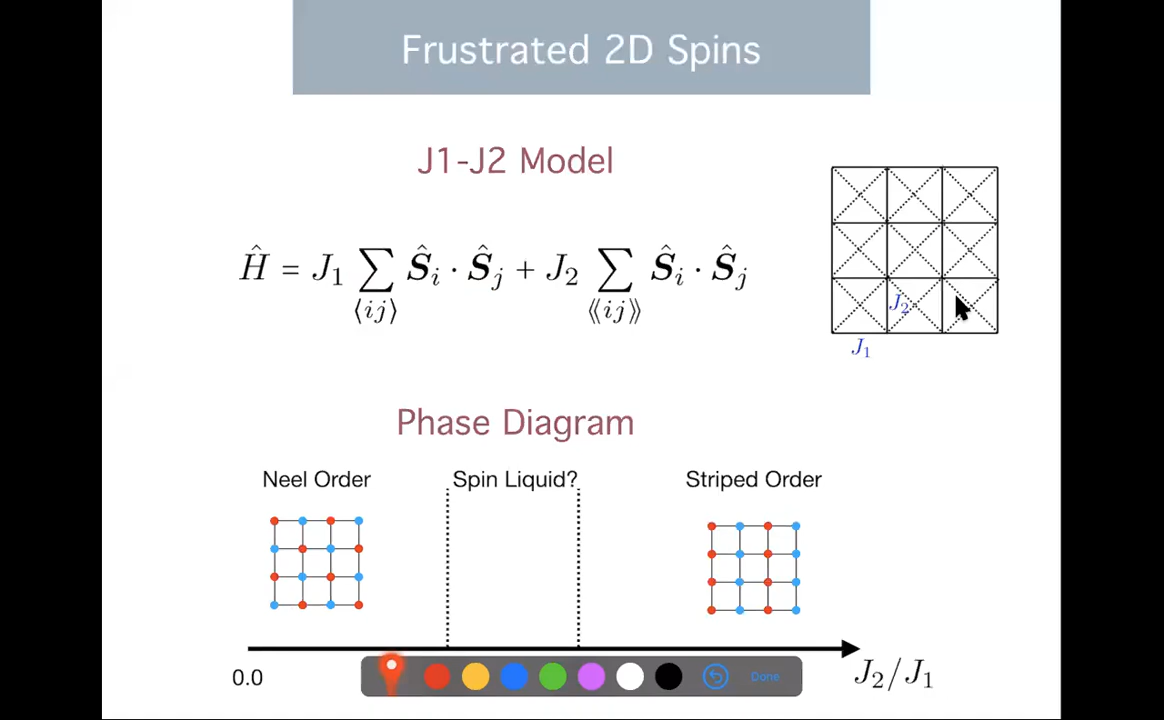 Frustrated 2D Spins
J1-J2 Model
Ĥ = J₁ ∑⟨ij⟩ Ŝᵢ · Ŝⱼ + J₂ ∑⟪ij⟫ Ŝᵢ · Ŝⱼ
J₂
J₁
Phase Diagram
Neel Order Spin Liquid? Striped Order
0.0 Done J₂/J₁